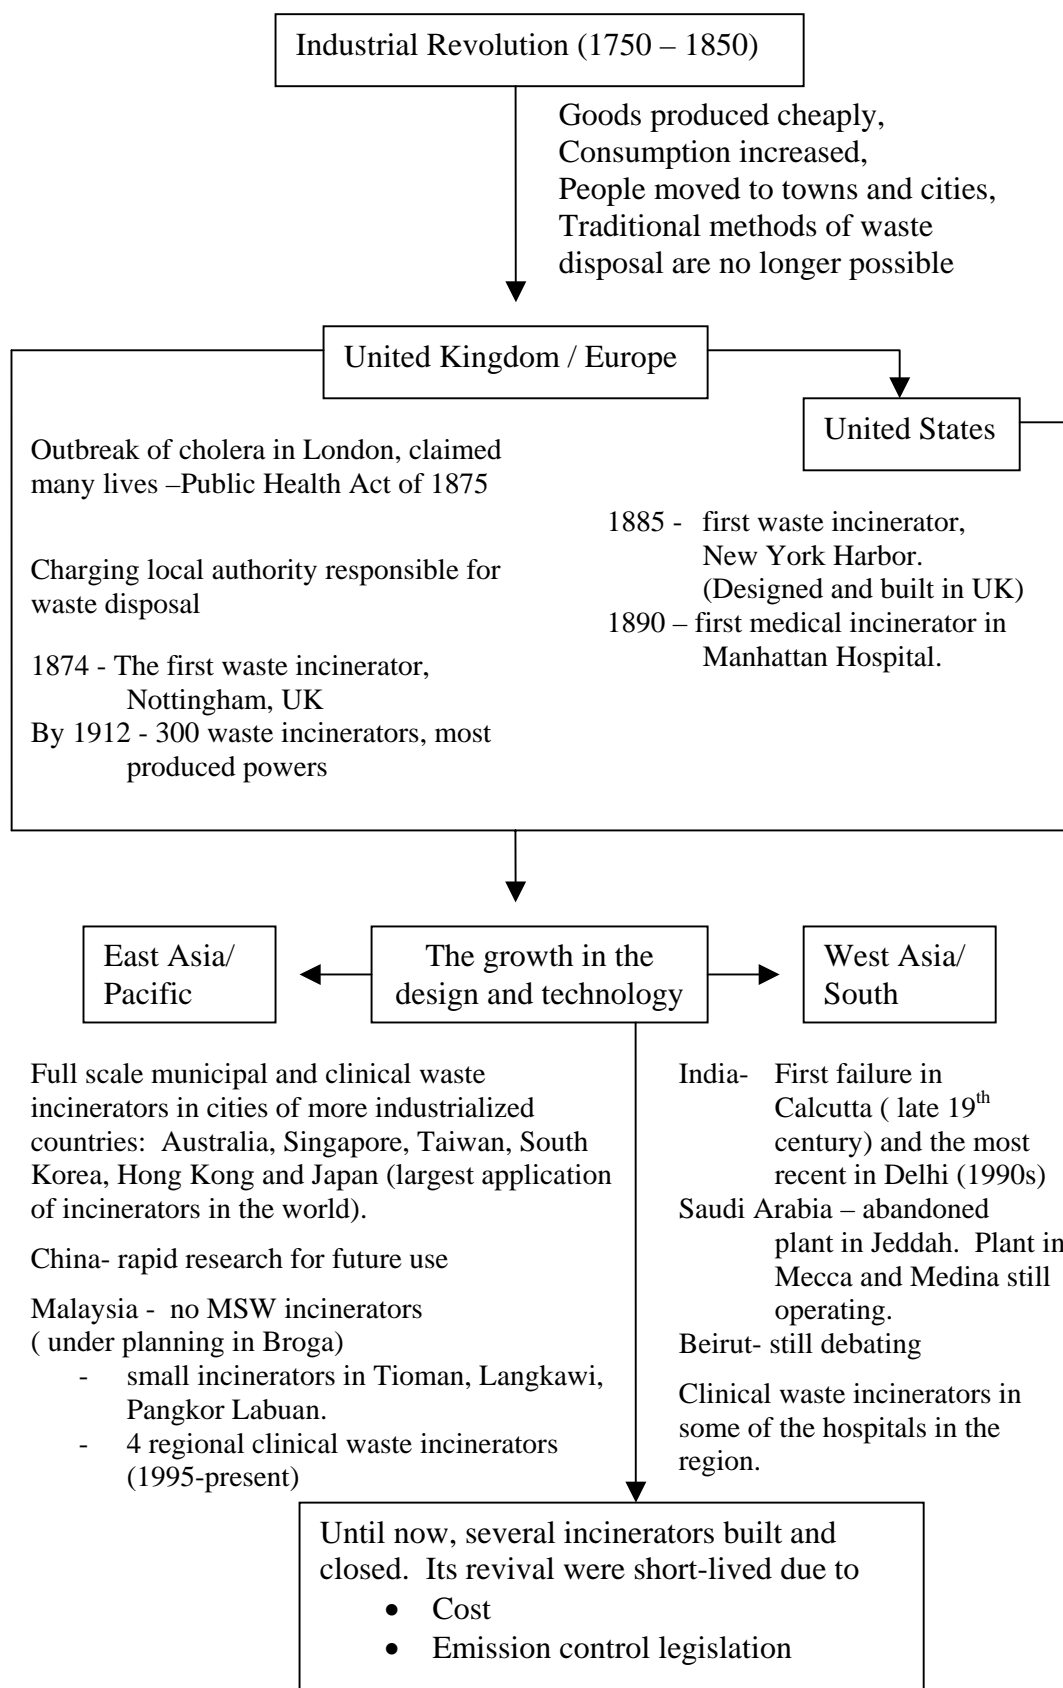 Industrial Revolution (1750 – 1850)
Goods produced cheaply,
Consumption increased,
People moved to towns and cities,
Traditional methods of waste
disposal are no longer possible
United Kingdom / Europe
United States
Outbreak of cholera in London, claimed
many lives –Public Health Act of 1875
Charging local authority responsible for
waste disposal
1874 - The first waste incinerator,
Nottingham, UK
By 1912 - 300 waste incinerators, most
produced powers
1885 - first waste incinerator,
New York Harbor.
(Designed and built in UK)
1890 – first medical incinerator in
Manhattan Hospital.
East Asia/
Pacific
The growth in the
design and technology
West Asia/
South
Full scale municipal and clinical waste
incinerators in cities of more industrialized
countries: Australia, Singapore, Taiwan, South
Korea, Hong Kong and Japan (largest application
of incinerators in the world).
China- rapid research for future use
Malaysia - no MSW incinerators
( under planning in Broga)
- small incinerators in Tioman, Langkawi,
Pangkor Labuan.
- 4 regional clinical waste incinerators
(1995-present)
India- First failure in
Calcutta ( late 19th
century) and the most
recent in Delhi (1990s)
Saudi Arabia – abandoned
plant in Jeddah. Plant in
Mecca and Medina still
operating.
Beirut- still debating
Clinical waste incinerators in
some of the hospitals in the
region.
Until now, several incinerators built and
closed. Its revival were short-lived due to
• Cost
• Emission control legislation